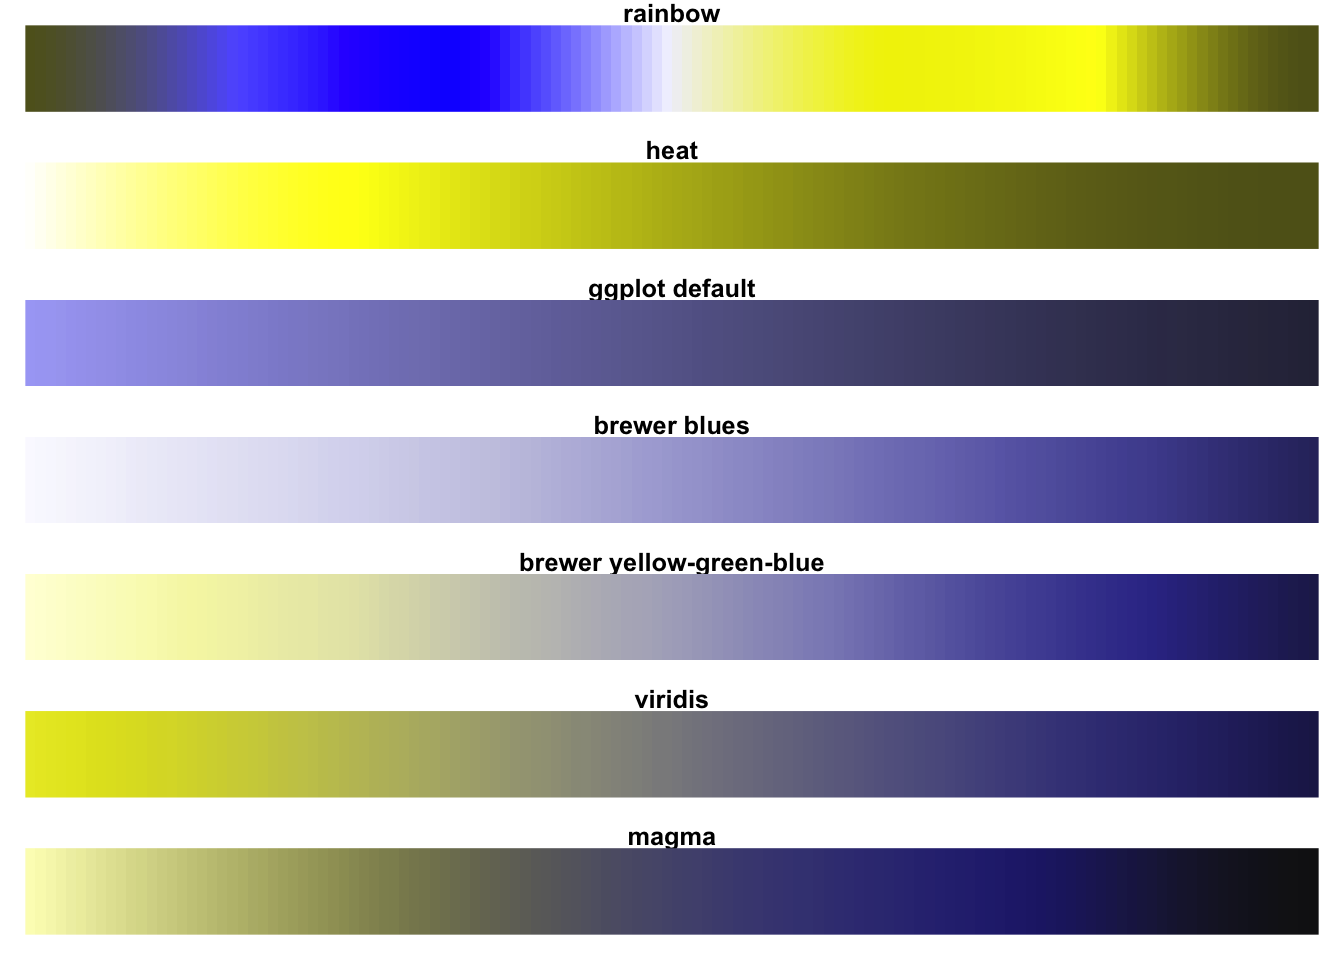 rainbow
heat
ggplot default
brewer blues
brewer yellow-green-blue
viridis
magma